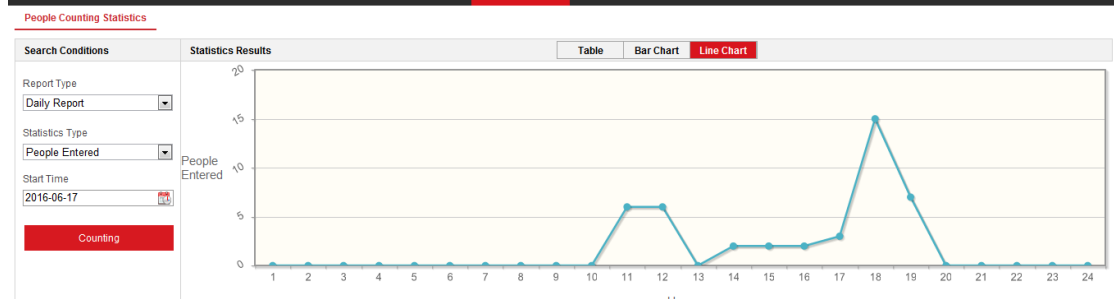 People Counting Statistics
Search Conditions
Statistics Results
Table
Bar Chart
Line Chart
Report Type
Daily Report
Statistics Type
People Entered
Start Time
2016-06-17
Counting
People
Entered
20
15
10
5
0
1 2 3 4 5 6 7 8 9 10 11 12 13 14 15 16 17 18 19 20 21 22 23 24